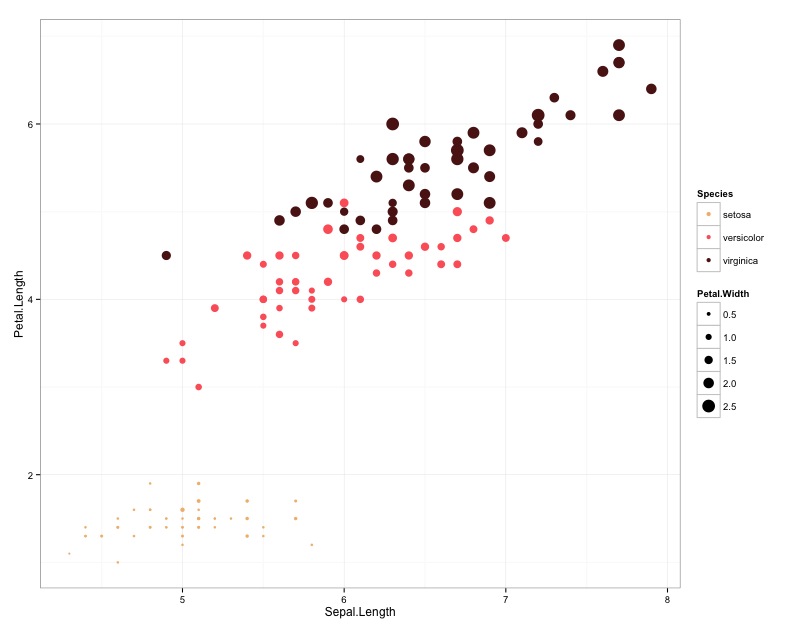 6
4
2
Petal.Length
5 6 7 8
Sepal.Length
Species
setosa
versicolor
virginica
Petal.Width
0.5
1.0
1.5
2.0
2.5